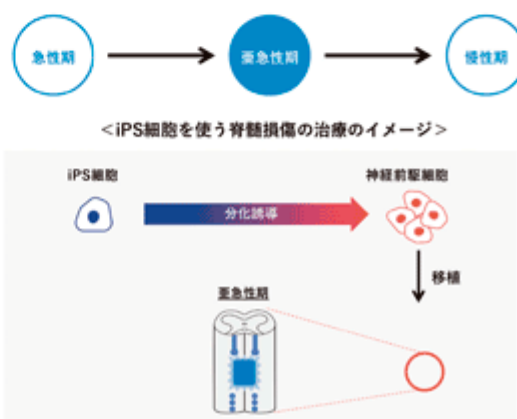 急性期
亜急性期
慢性期
<iPS細胞を使う脊髄損傷の治療のイメージ>
iPS細胞
神経前駆細胞
分化誘導
移植
亜急性期